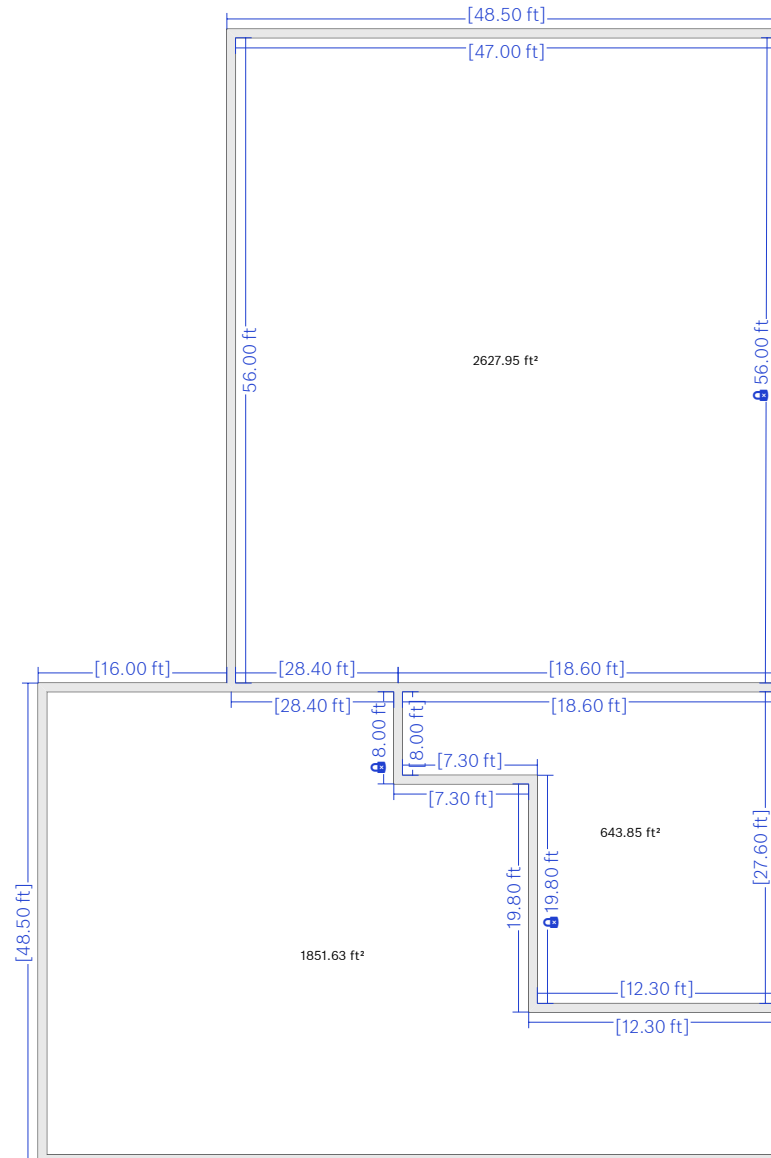 [48.50 ft]
[47.00 ft]
56.00 ft
56.00 ft
2627.95 ft²
[16.00 ft]
[28.40 ft]
[18.60 ft]
[28.40 ft]
[18.60 ft]
8.00 ft
[8.00 ft]
[7.30 ft]
[7.30 ft]
643.85 ft²
[27.60 ft]
19.80 ft
19.80 ft
[48.50 ft]
1851.63 ft²
[12.30 ft]
[12.30 ft]